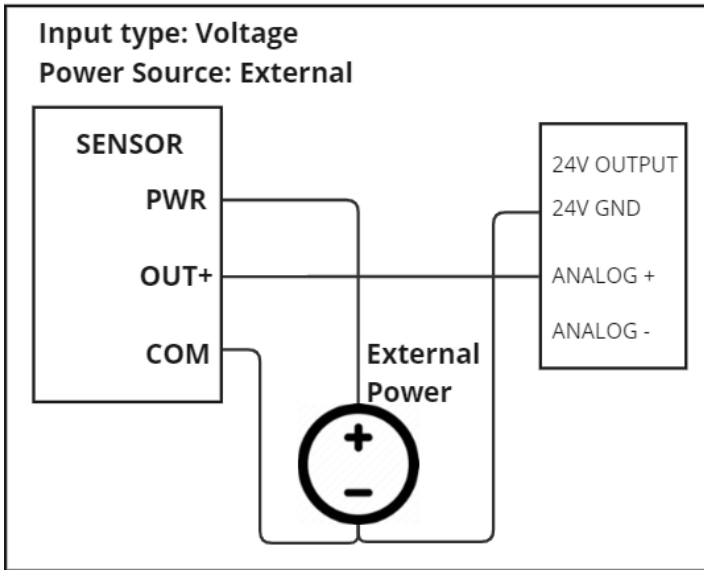 Input type: Voltage
Power Source: External
SENSOR
PWR
OUT+
COM
External
Power
+
−
24V OUTPUT
24V GND
ANALOG +
ANALOG -